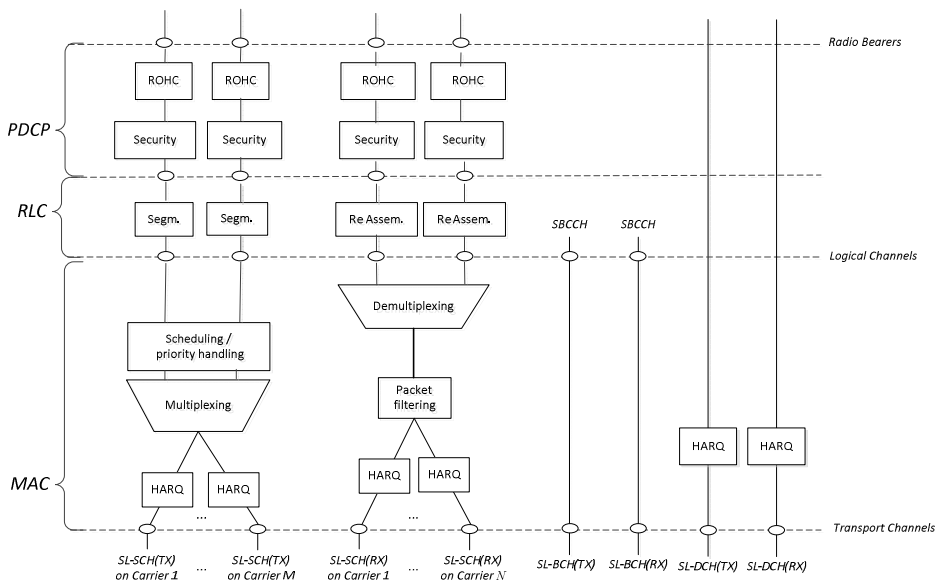 Radio Bearers
ROHC
ROHC
ROHC
ROHC
PDCP
Security
Security
Security
Security
RLC
Segm.
Segm.
Re Assem.
Re Assem.
SBCCH
SBCCH
Logical Channels
Demultiplexing
Scheduling /
priority handling
Multiplexing
Packet
filtering
HARQ
HARQ
MAC
HARQ
HARQ
HARQ
HARQ
...
...
Transport Channels
SL-SCH(TX)
on Carrier 1
...
SL-SCH(TX)
on Carrier M
SL-SCH(RX)
on Carrier 1
...
SL-SCH(RX)
on Carrier N
SL-BCH(TX)
SL-BCH(RX)
SL-DCH(TX)
SL-DCH(RX)